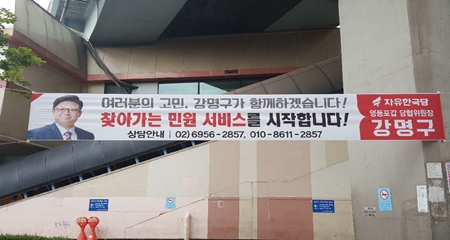 여러분의 고민, 강명구가 함께하겠습니다!
찾아가는 민원 서비스를 시작합니다!
상담안내 | 02) 6956-2857, 010-8611-2857
자유한국당
영등포갑 당협위원장
강명구